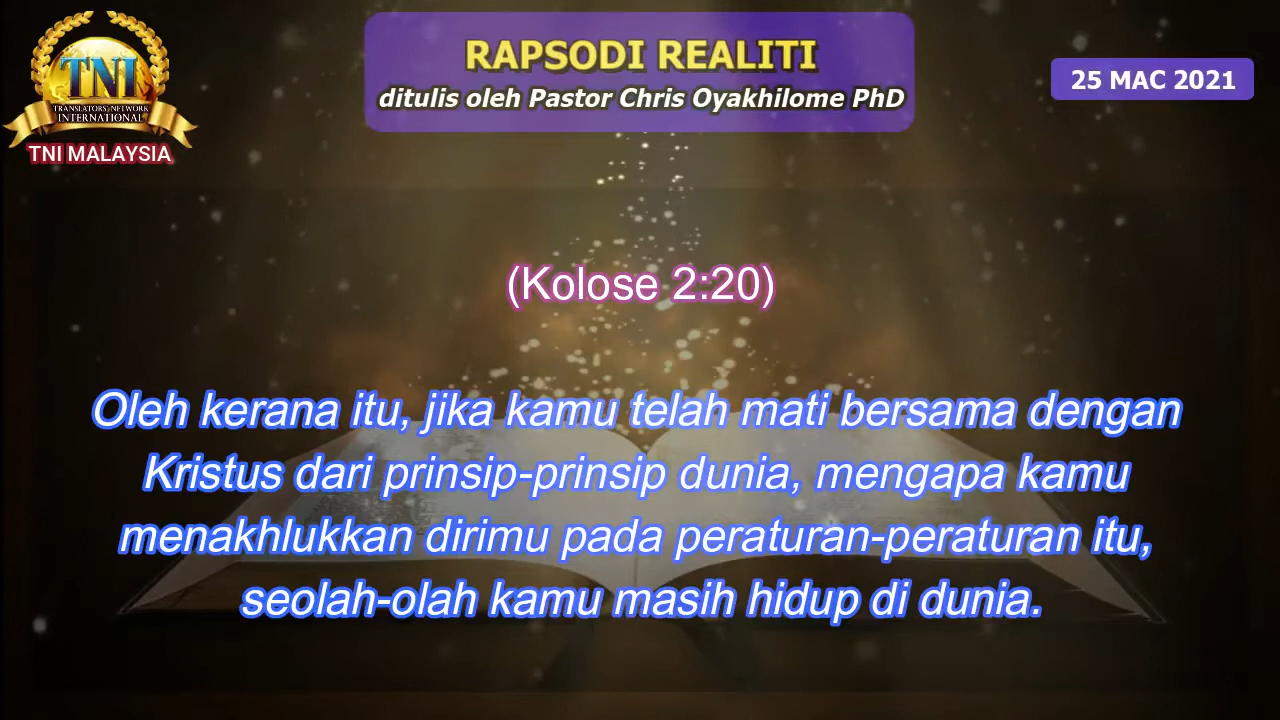 TNI
TRANSLATORS' NETWORK
INTERNATIONAL
TNI MALAYSIA
RAPSODI REALITI
ditulis oleh Pastor Chris Oyakhilome PhD
25 MAC 2021
(Kolose 2:20)
Oleh kerana itu, jika kamu telah mati bersama dengan
Kristus dari prinsip-prinsip dunia, mengapa kamu
menakhlukkan dirimu pada peraturan-peraturan itu,
seolah-olah kamu masih hidup di dunia.